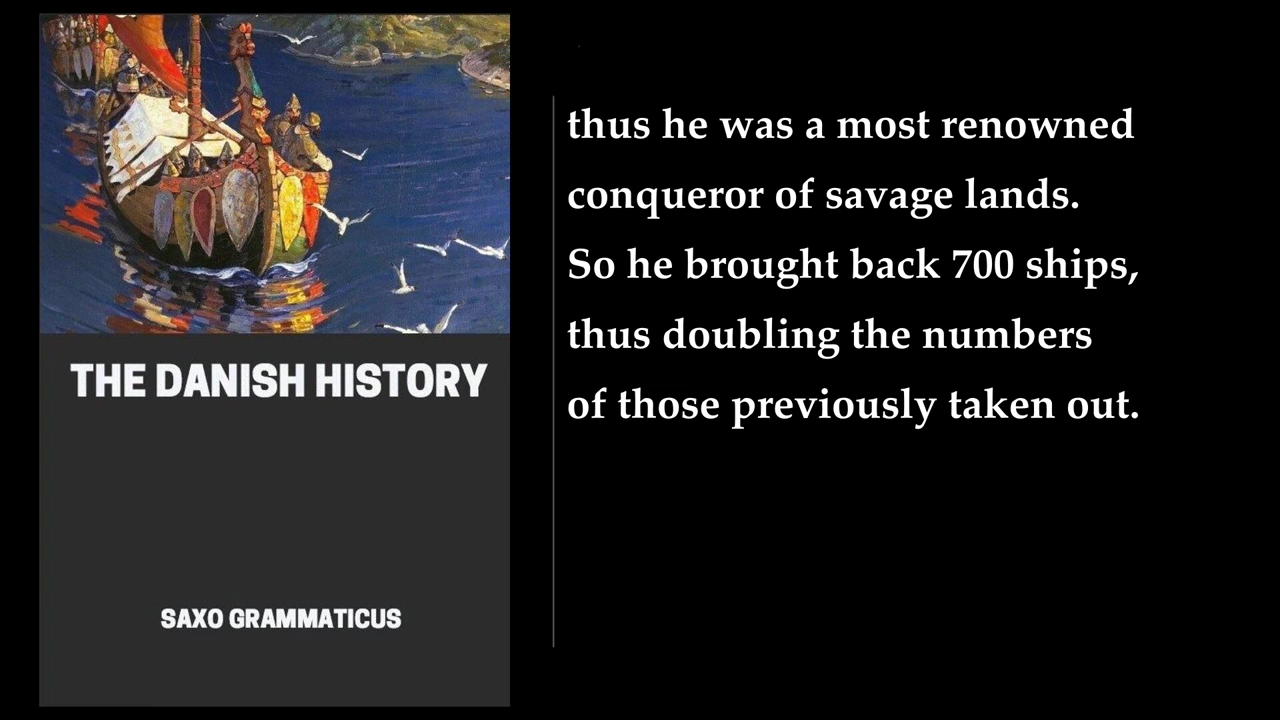 THE DANISH HISTORY
SAXO GRAMMATICUS
thus he was a most renowned
conqueror of savage lands.
So he brought back 700 ships,
thus doubling the numbers
of those previously taken out.